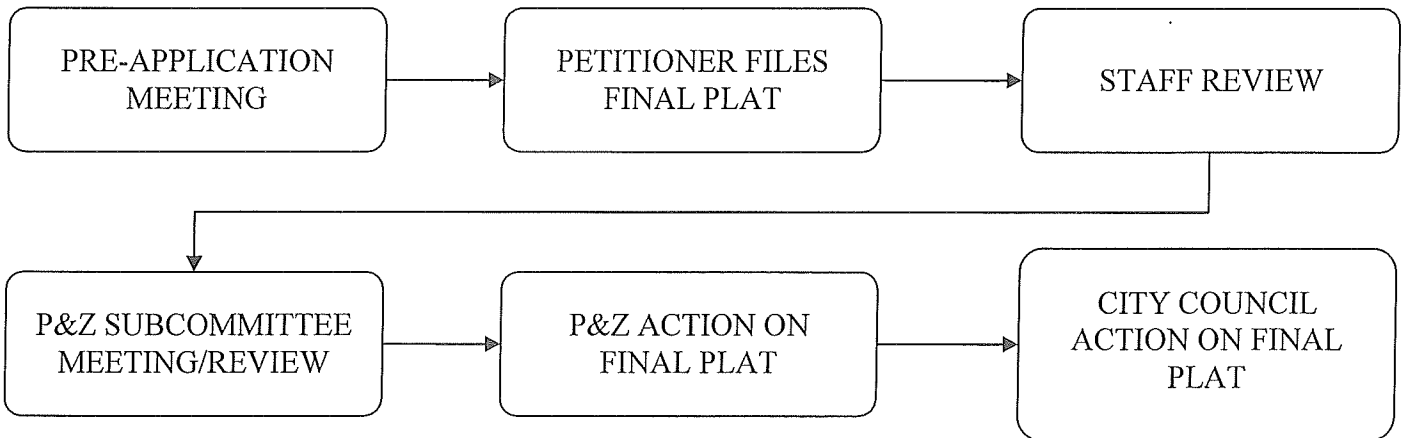 PRE-APPLICATION
MEETING
PETITIONER FILES
FINAL PLAT
STAFF REVIEW
P&Z SUBCOMMITTEE
MEETING/REVIEW
P&Z ACTION ON
FINAL PLAT
CITY COUNCIL
ACTION ON FINAL
PLAT